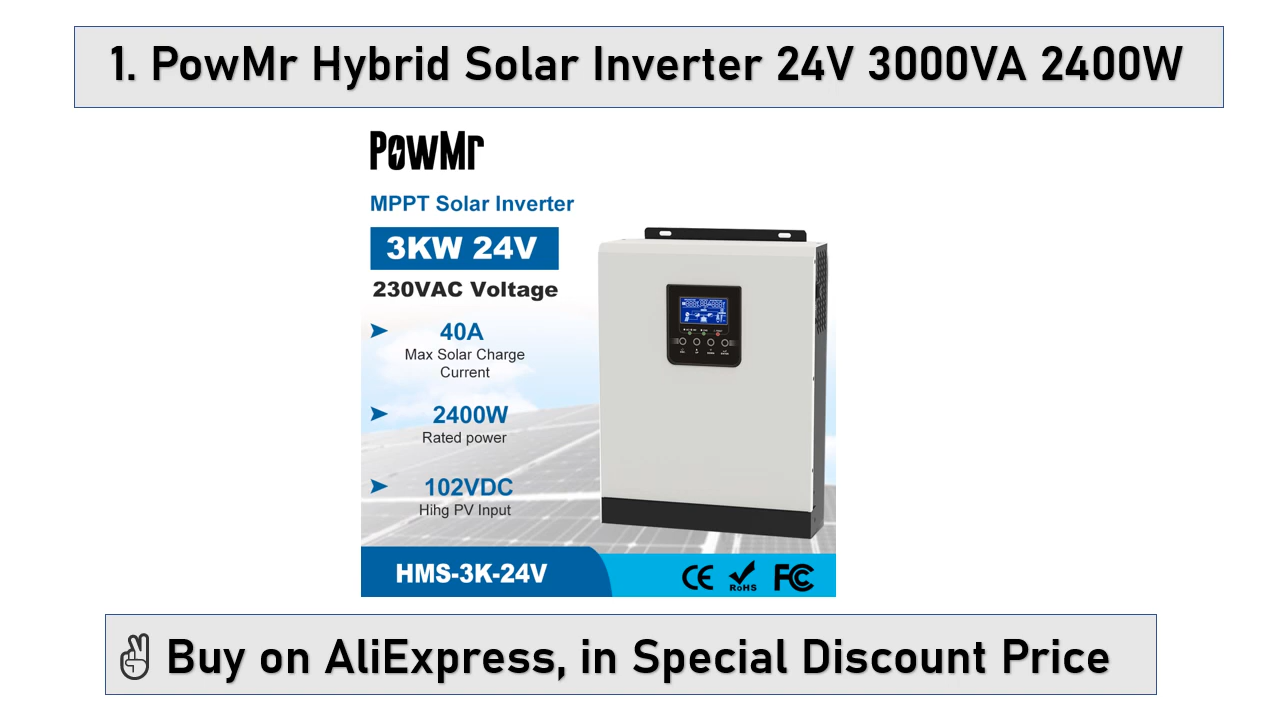 1. PowMr Hybrid Solar Inverter 24V 3000VA 2400W
PowMr
MPPT Solar Inverter
3KW 24V
230VAC Voltage
40A
Max Solar Charge
Current
2400W
Rated power
102VDC
Hihg PV Input
HMS-3K-24V
CE RoHS FC
Buy on AliExpress, in Special Discount Price